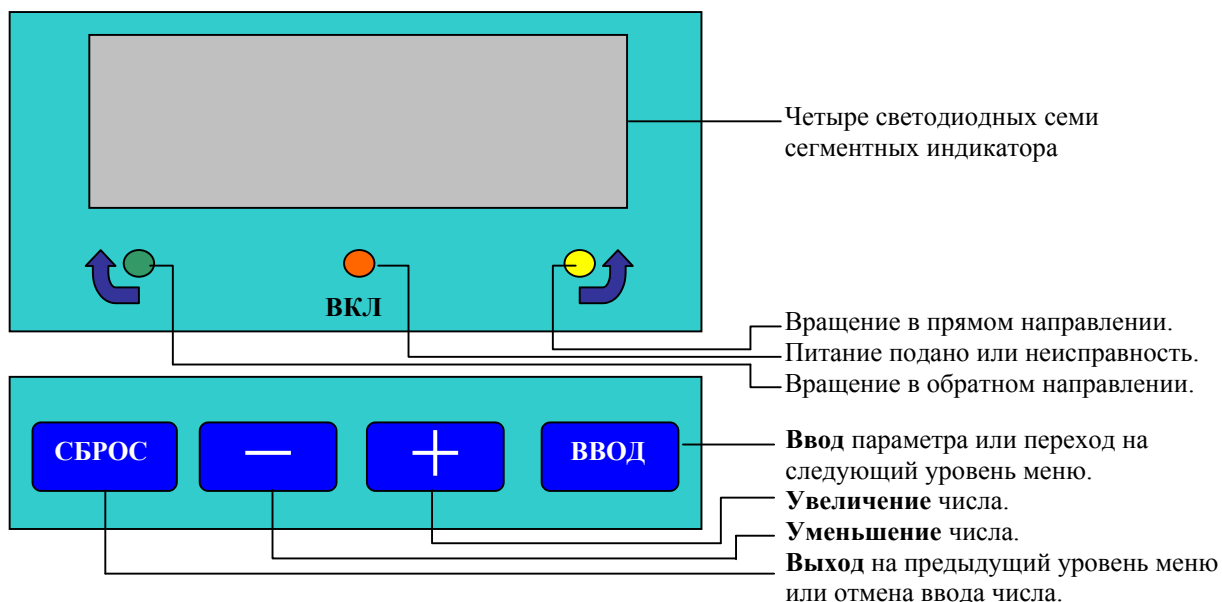 Четыре светодиодных семи
сегментных индикатора
ВКЛ
Вращение в прямом направлении.
Питание подано или неисправность.
Вращение в обратном направлении.
СБРОС
—
+
ВВОД
Ввод параметра или переход на
следующий уровень меню.
Увеличение числа.
Уменьшение числа.
Выход на предыдущий уровень меню
или отмена ввода числа.